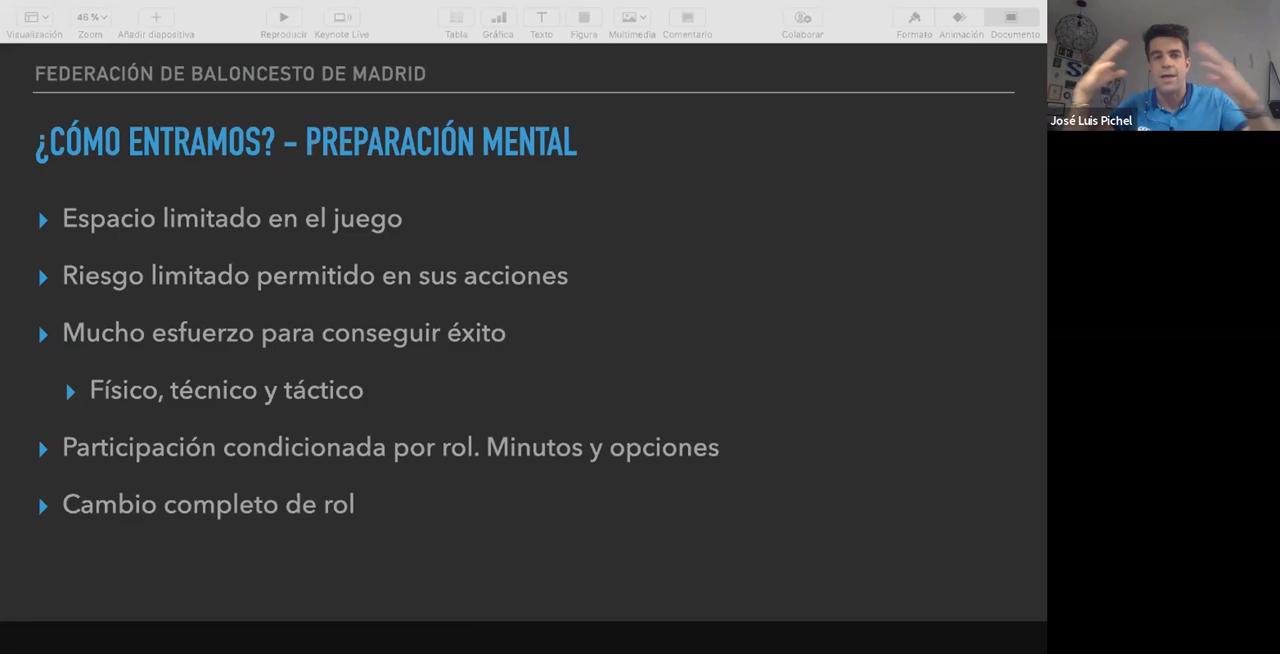 46 %
Visualización
Zoom
Añadir diapositiva
Reproducir
Keynote Live
Tabla
Gráfica
Texto
Figura
Multimedia
Comentario
Colaborar
Formato
Animación
Documento
José Luis Pichel
FEDERACIÓN DE BALONCESTO DE MADRID
¿CÓMO ENTRAMOS? - PREPARACIÓN MENTAL
Espacio limitado en el juego
Riesgo limitado permitido en sus acciones
Mucho esfuerzo para conseguir éxito
Físico, técnico y táctico
Participación condicionada por rol. Minutos y opciones
Cambio completo de rol